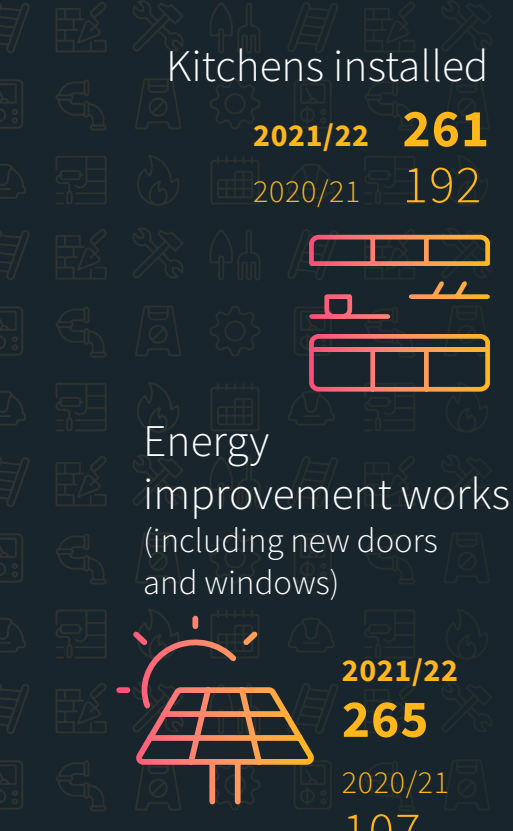 Kitchens installed
2021/22 261
2020/21 192
Energy
improvement works
(including new doors
and windows)
2021/22
265
2020/21
107